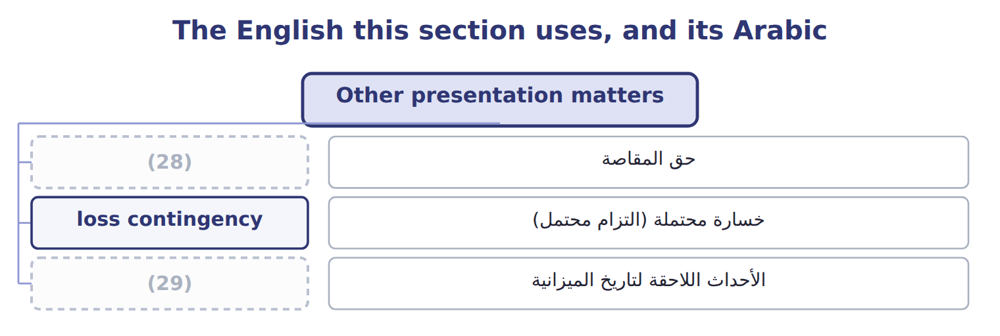 The English this section uses, and its Arabic
Other presentation matters
(28)
حق المقاصة
loss contingency
خسارة محتملة (التزام محتمل)
(29)
الأحداث اللاحقة لتاريخ الميزانية